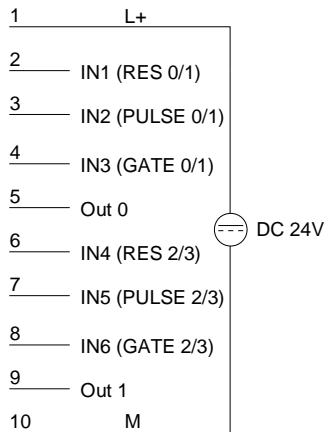 1 L+
2 IN1 (RES 0/1)
3 IN2 (PULSE 0/1)
4 IN3 (GATE 0/1)
5 Out 0
DC 24V
6 IN4 (RES 2/3)
7 IN5 (PULSE 2/3)
8 IN6 (GATE 2/3)
9 Out 1
10 M